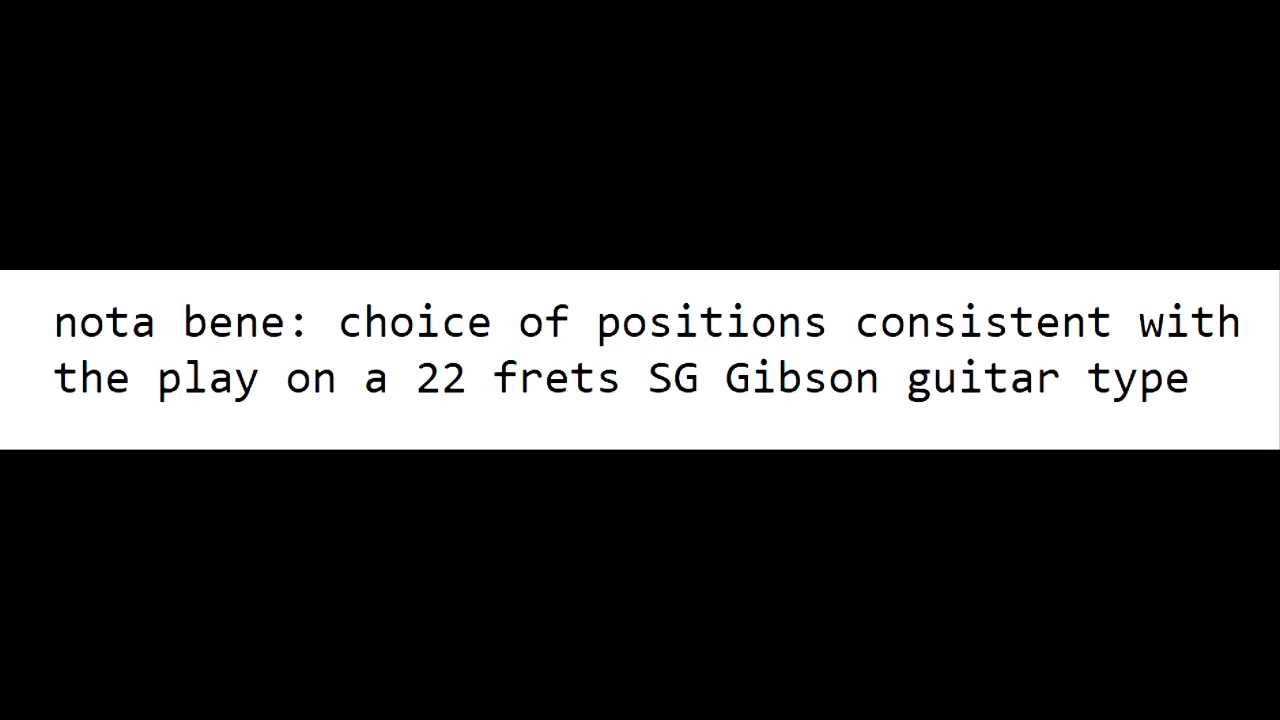 nota bene: choice of positions consistent with
the play on a 22 frets SG Gibson guitar type